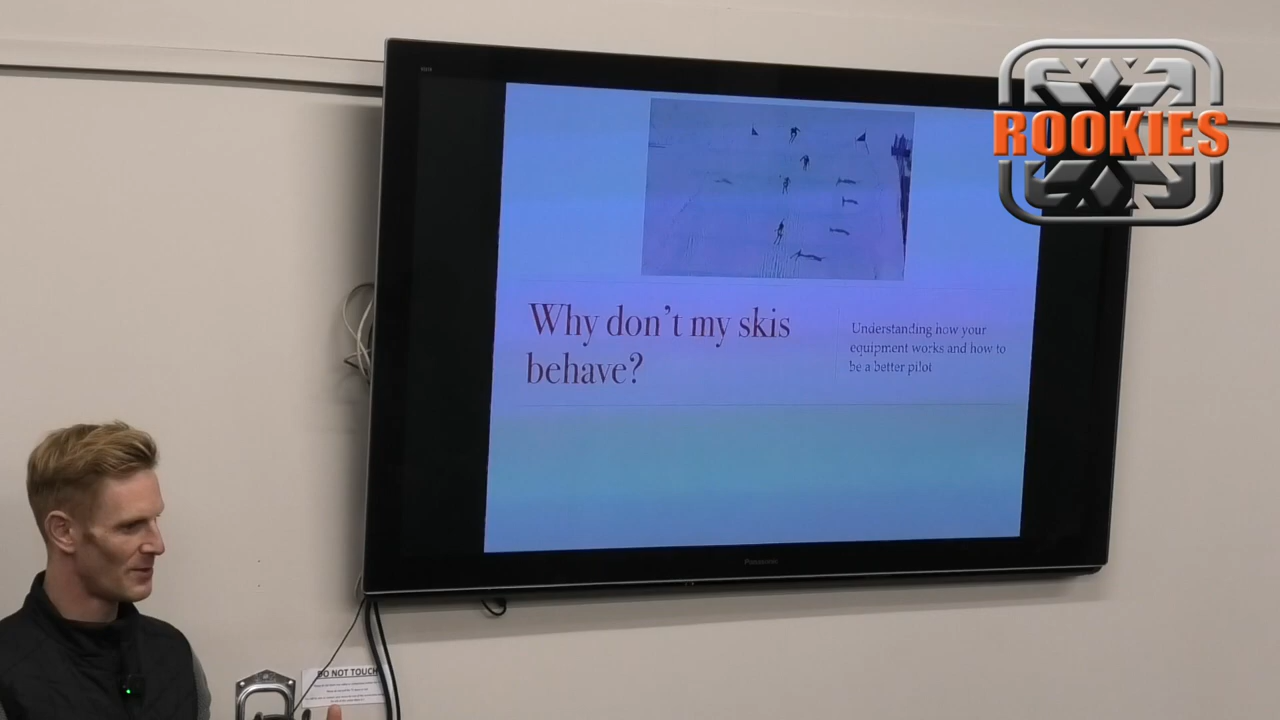 ROOKIES
Why don't my skis
behave?
Understanding how your
equipment works and how to
be a better pilot
Panasonic
DO NOT TOUCH